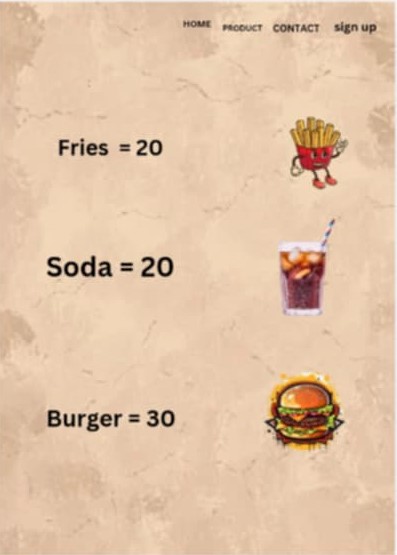 HOME PRODUCT CONTACT sign up
Fries = 20
Soda = 20
Burger = 30